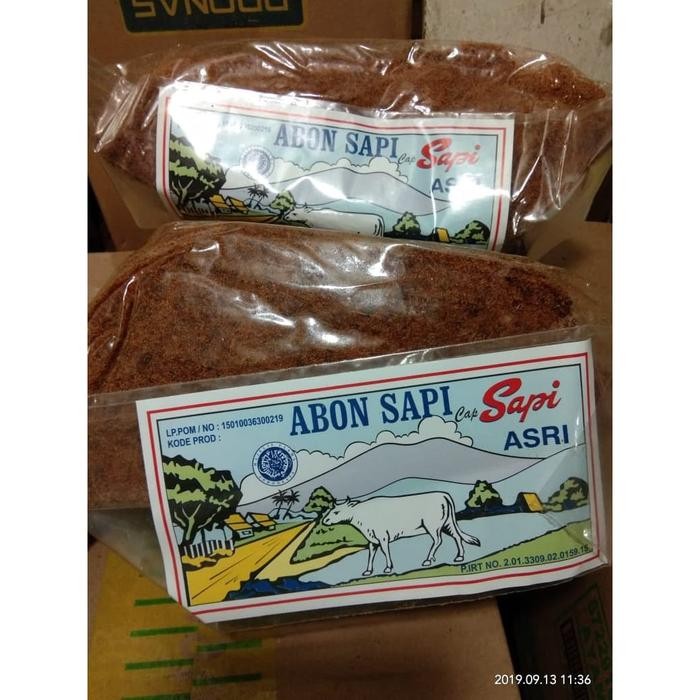 ABON SAPI Cap Sapi
ASRI
LP.POM / NO : 15010036300219
KODE PROD :
ABON SAPI Cap Sapi
ASRI
P.IRT NO. 2.01.3309.02.0159.15
2019.09.13 11:36